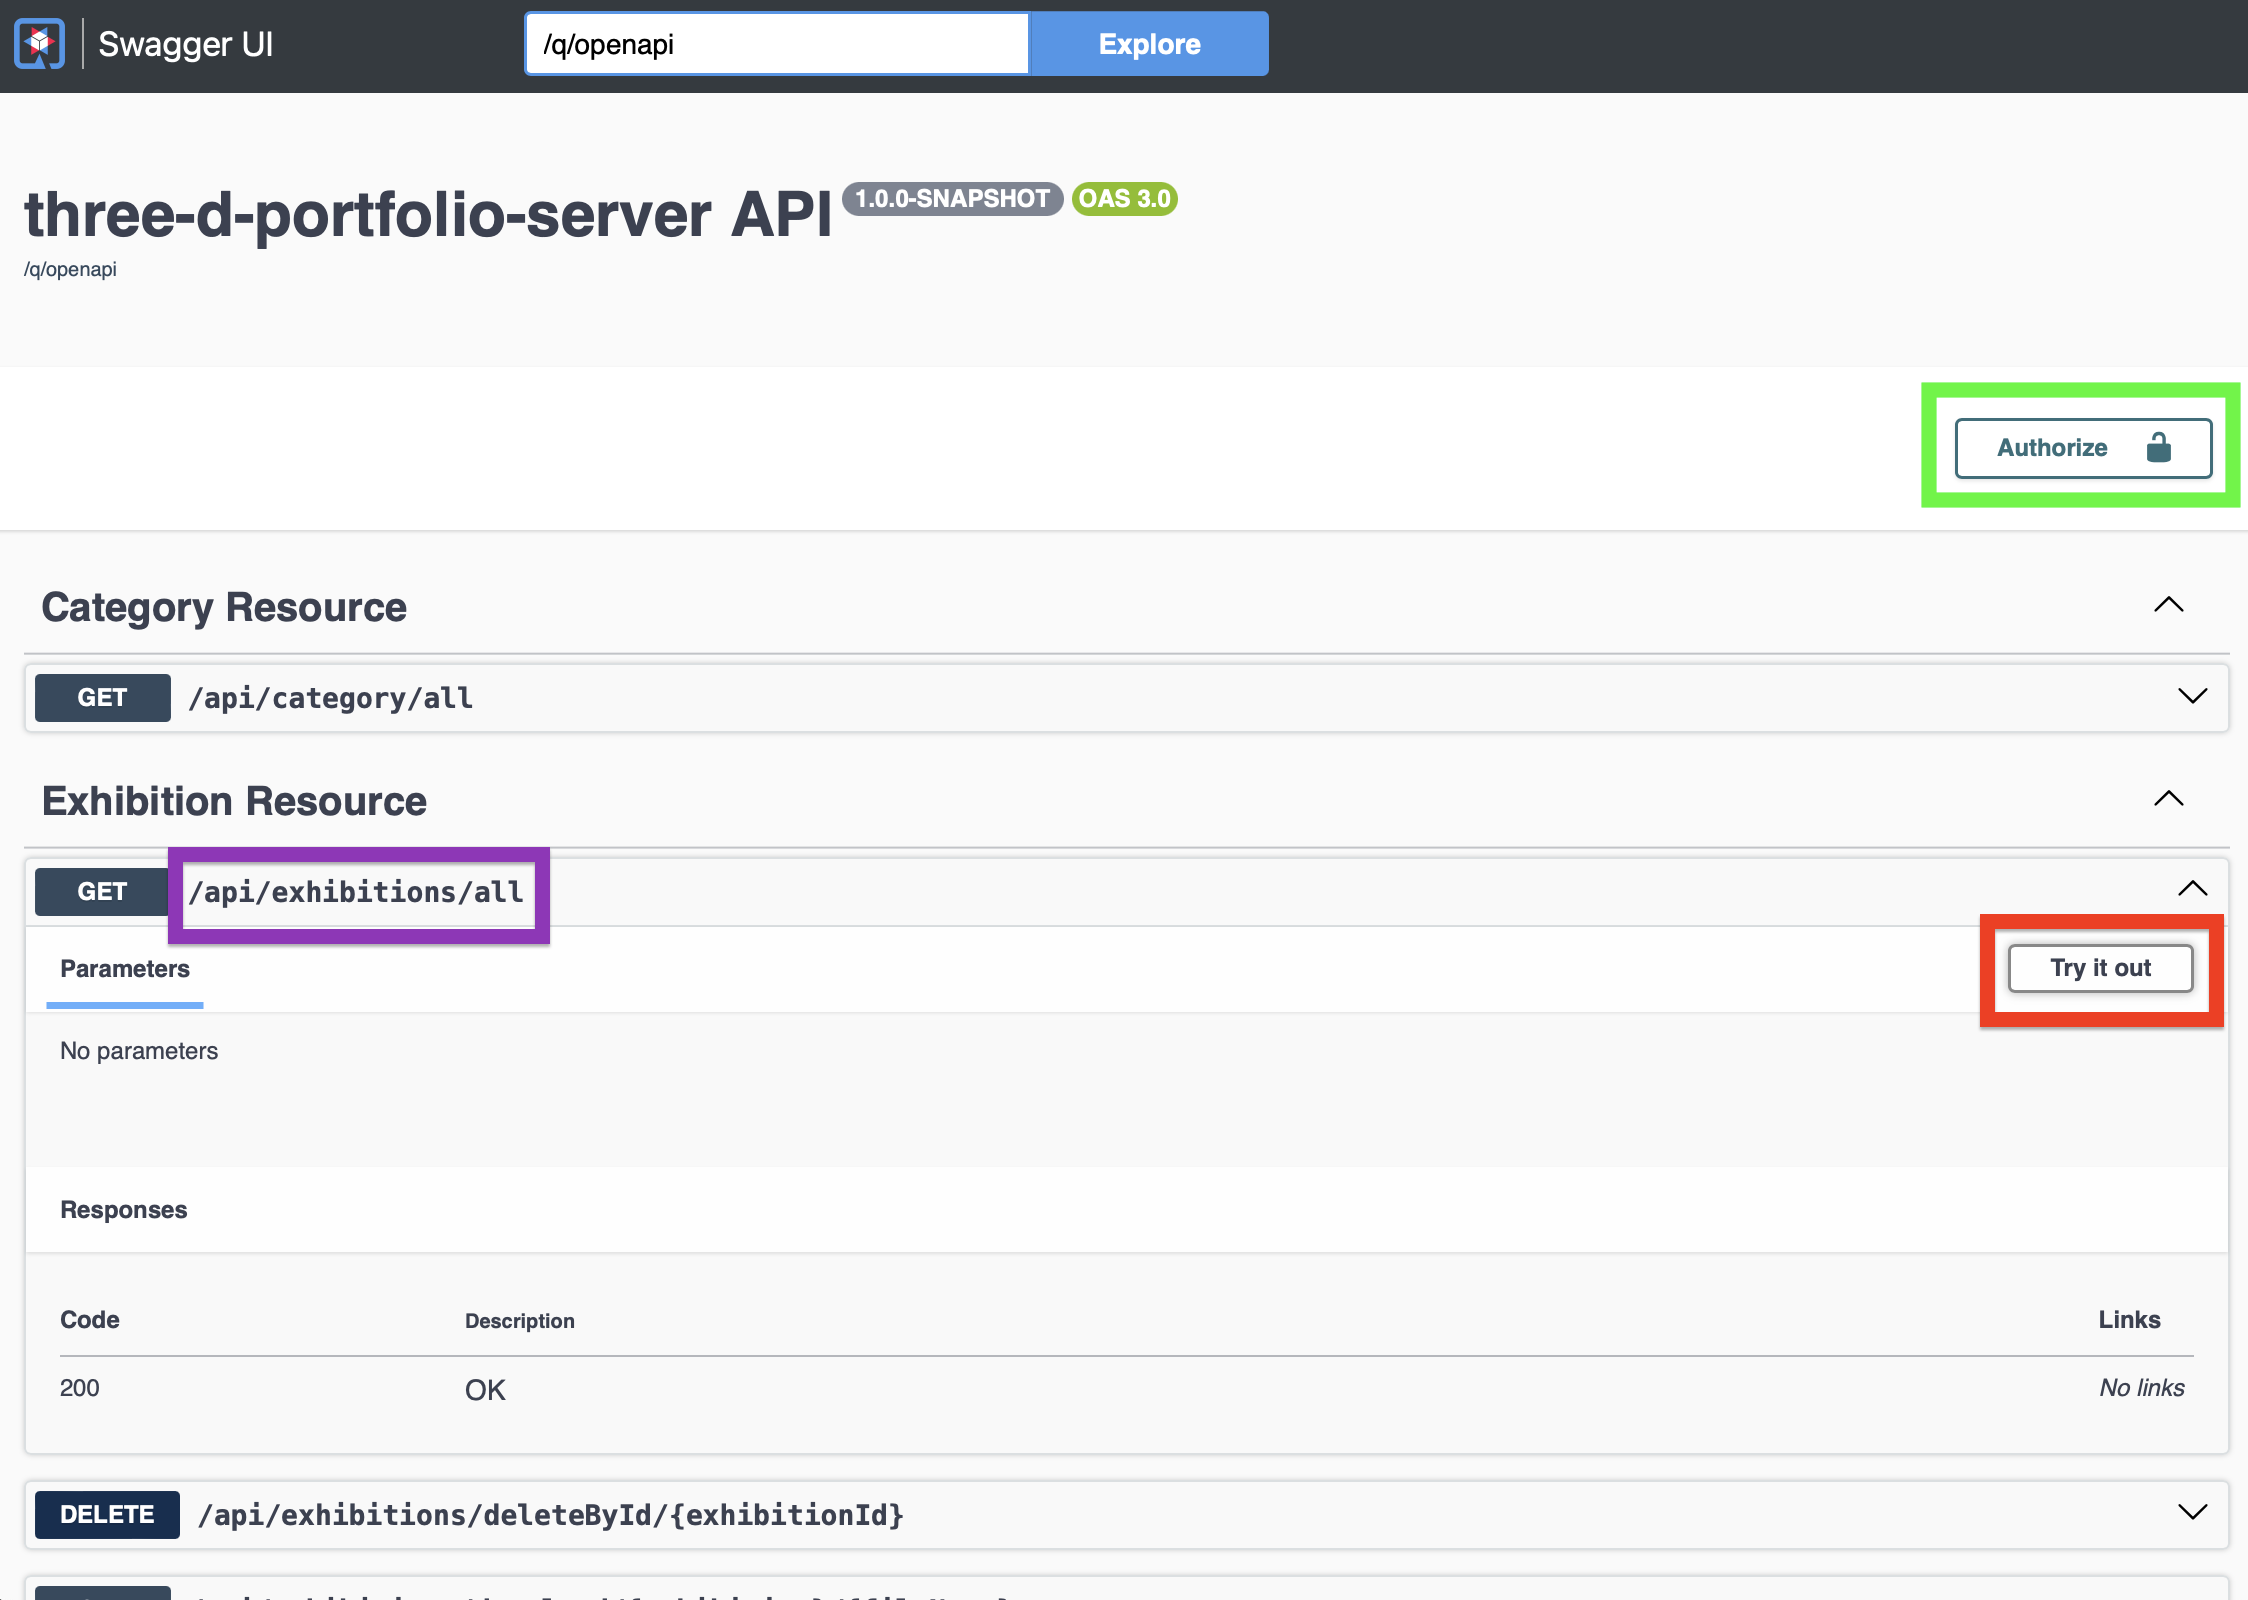 Swagger UI
/q/openapi
Explore
three-d-portfolio-server API 1.0.0-SNAPSHOT OAS 3.0
/q/openapi
Authorize
Category Resource
GET /api/category/all
Exhibition Resource
GET /api/exhibitions/all
Parameters
Try it out
No parameters
Responses
Code Description Links
200 OK No links
DELETE /api/exhibitions/deleteById/{exhibitionId}